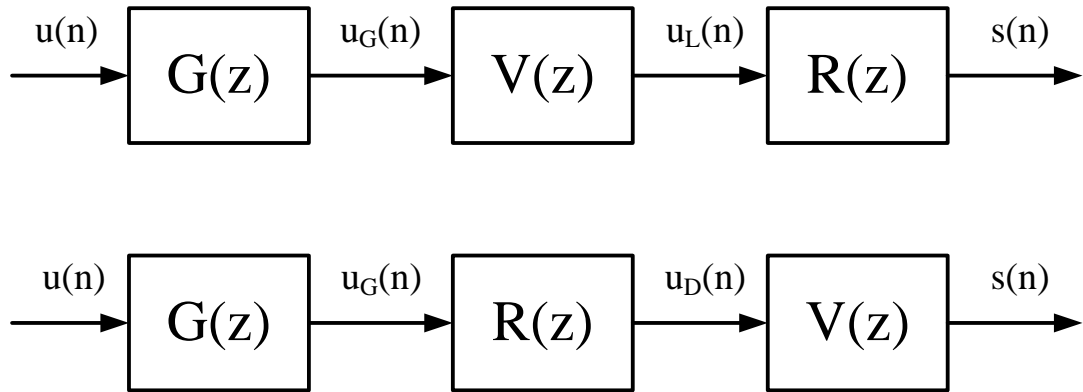 u(n) u_G(n) u_L(n) s(n)
G(z) V(z) R(z)
u(n) u_G(n) u_D(n) s(n)
G(z) R(z) V(z)